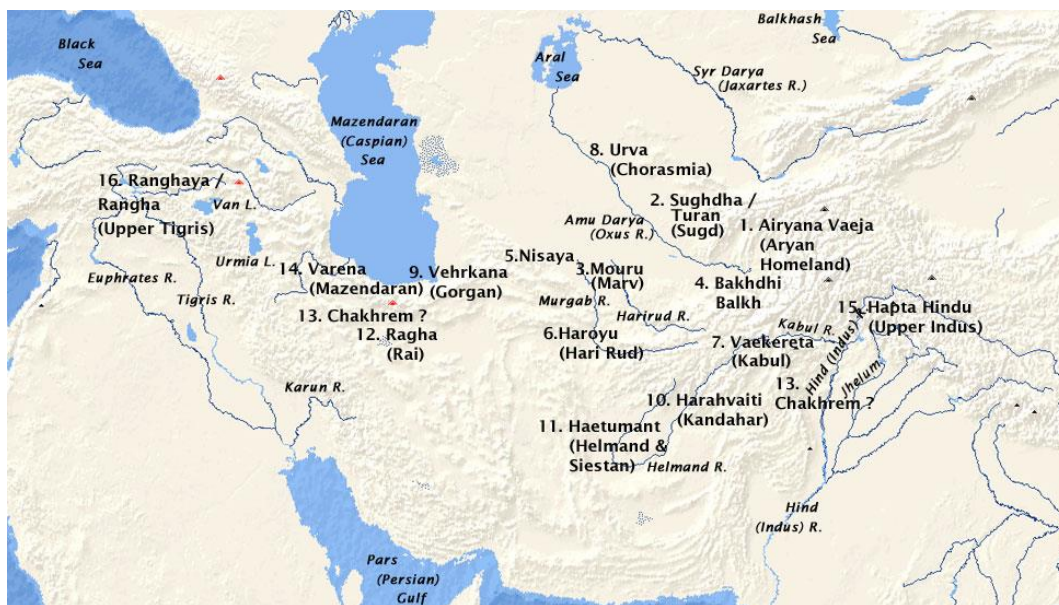 Black
Sea
Aral
Sea
Balkhash
Sea
Syr Darya
(Jaxartes R.)
Mazendaran
(Caspian)
Sea
8. Urva
(Chorasmia)
16. Ranghaya /
Rangha
(Upper Tigris)
Van L.
2. Sughdha /
Turan
(Sugd)
1. Airyana Vaeja
(Aryan
Homeland)
Amu Darya
(Oxus R.)
Urmia L.
Euphrates R.
Tigris R.
14. Varena
(Mazendaran)
9. Vehrkana
(Gorgan)
5.Nisaya
3.Mouru
(Marv)
4. Bakhdhi
Balkh
Murgab R.
Harirud R.
13. Chakhrem ?
12. Ragha
(Rai)
6.Haroyu
(Hari Rud)
7. Vaekereta
(Kabul)
Kabul R.
15. Hapta Hindu
(Upper Indus)
Hind (Indus) R.
Jhelum
13.
Chakhrem ?
Karun R.
10. Harahvaiti
(Kandahar)
11. Haetumant
(Helmand &
Siestan)
Helmand R.
Hind
(Indus) R.
Pars
(Persian)
Gulf